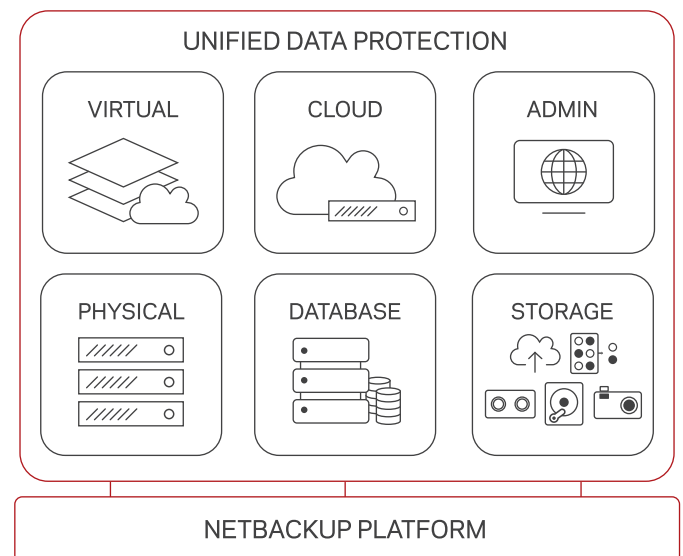 UNIFIED DATA PROTECTION
VIRTUAL
CLOUD
ADMIN
PHYSICAL
DATABASE
STORAGE
NETBACKUP PLATFORM